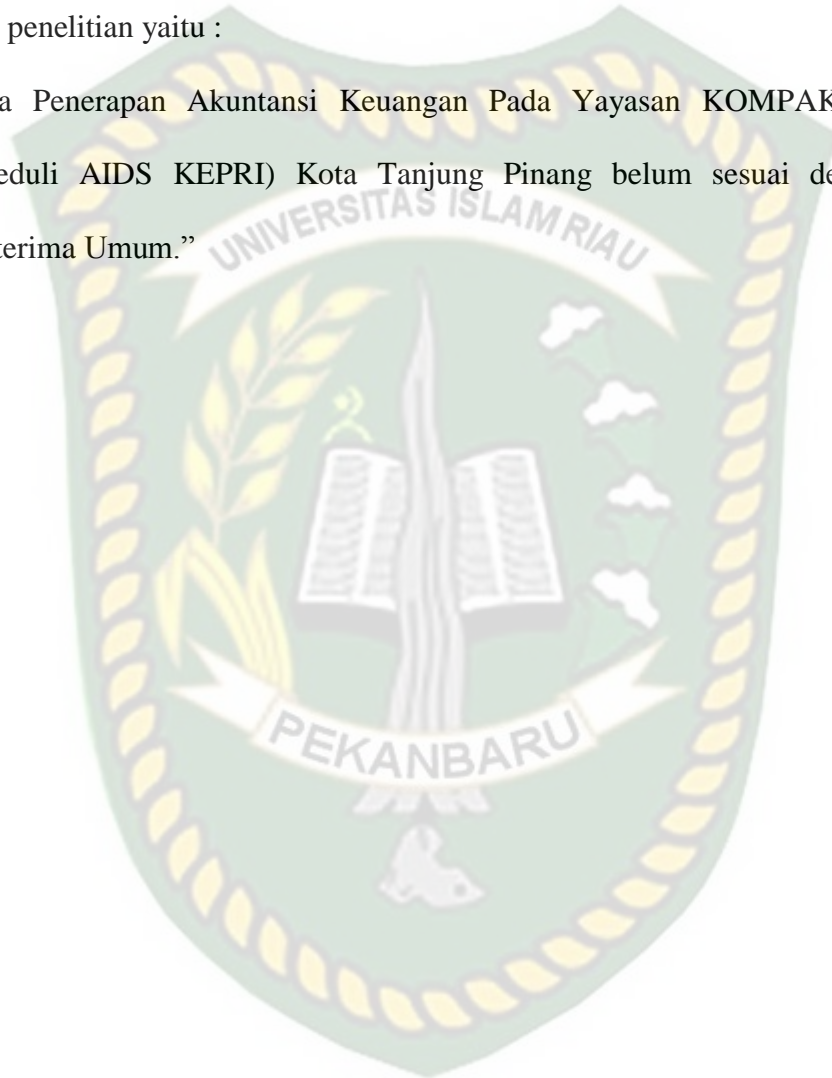 penelitian yaitu :
a Penerapan Akuntansi Keuangan Pada Yayasan KOMPAK
eduli AIDS KEPRI) Kota Tanjung Pinang belum sesuai de
terima Umum.”
UNIVERSITAS ISLAM RIAU
PEKANBARU